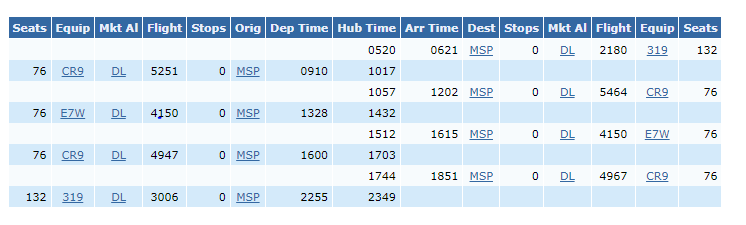 Seats Equip Mkt Al Flight Stops Orig Dep Time Hub Time Arr Time Dest Stops Mkt Al Flight Equip Seats
0520 0621 MSP 0 DL 2180 319 132
76 CR9 DL 5251 0 MSP 0910 1017
1057 1202 MSP 0 DL 5464 CR9 76
76 E7W DL 4150 0 MSP 1328 1432
1512 1615 MSP 0 DL 4150 E7W 76
76 CR9 DL 4947 0 MSP 1600 1703
1744 1851 MSP 0 DL 4967 CR9 76
132 319 DL 3006 0 MSP 2255 2349